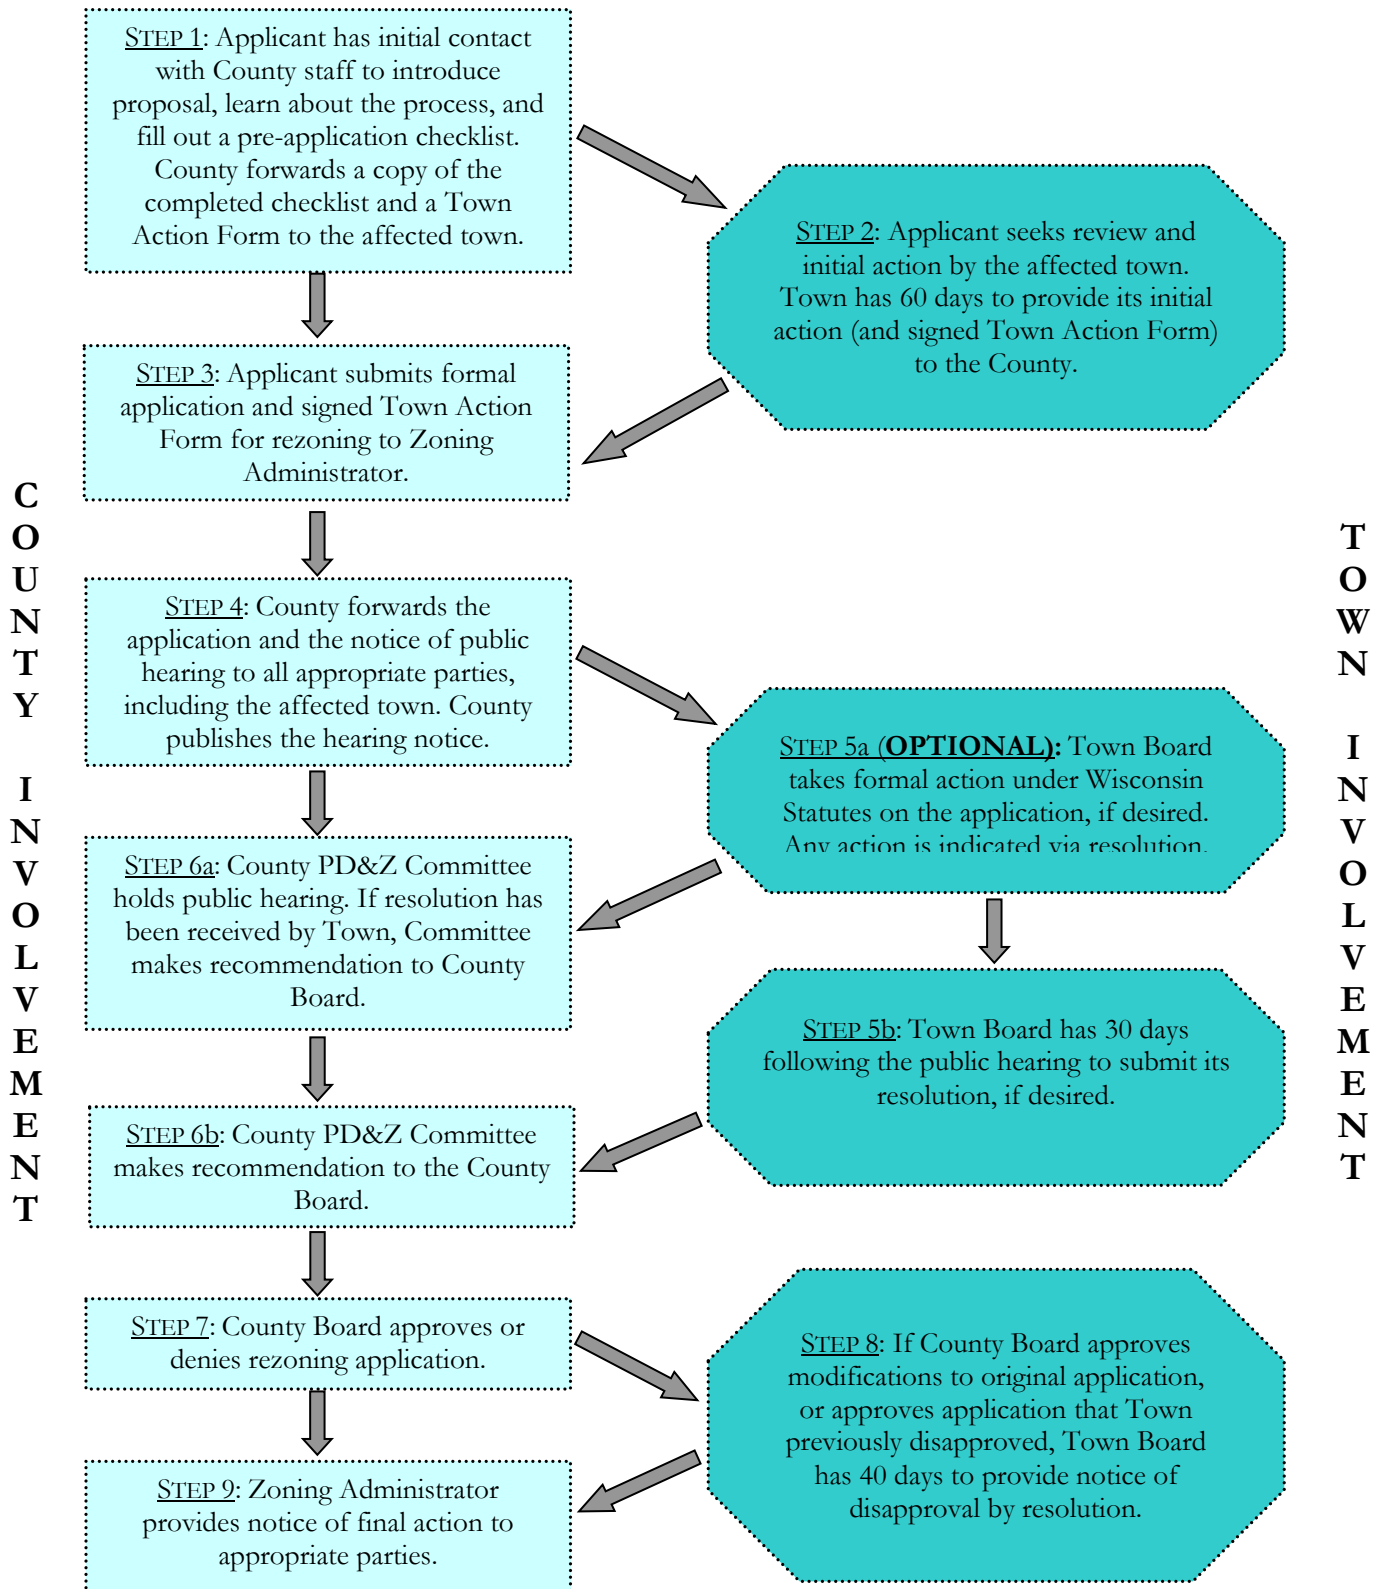 STEP 1: Applicant has initial contact
with County staff to introduce
proposal, learn about the process, and
fill out a pre-application checklist.
County forwards a copy of the
completed checklist and a Town
Action Form to the affected town.
STEP 2: Applicant seeks review and
initial action by the affected town.
Town has 60 days to provide its initial
action (and signed Town Action Form)
to the County.
STEP 3: Applicant submits formal
application and signed Town Action
Form for rezoning to Zoning
Administrator.
COUNTY INVOLVEMENT
TOWN INVOLVEMENT
STEP 4: County forwards the
application and the notice of public
hearing to all appropriate parties,
including the affected town. County
publishes the hearing notice.
STEP 5a (OPTIONAL): Town Board
takes formal action under Wisconsin
Statutes on the application, if desired.
Any action is indicated via resolution.
STEP 6a: County PD&Z Committee
holds public hearing. If resolution has
been received by Town, Committee
makes recommendation to County
Board.
STEP 5b: Town Board has 30 days
following the public hearing to submit its
resolution, if desired.
STEP 6b: County PD&Z Committee
makes recommendation to the County
Board.
STEP 7: County Board approves or
denies rezoning application.
STEP 8: If County Board approves
modifications to original application,
or approves application that Town
previously disapproved, Town Board
has 40 days to provide notice of
disapproval by resolution.
STEP 9: Zoning Administrator
provides notice of final action to
appropriate parties.